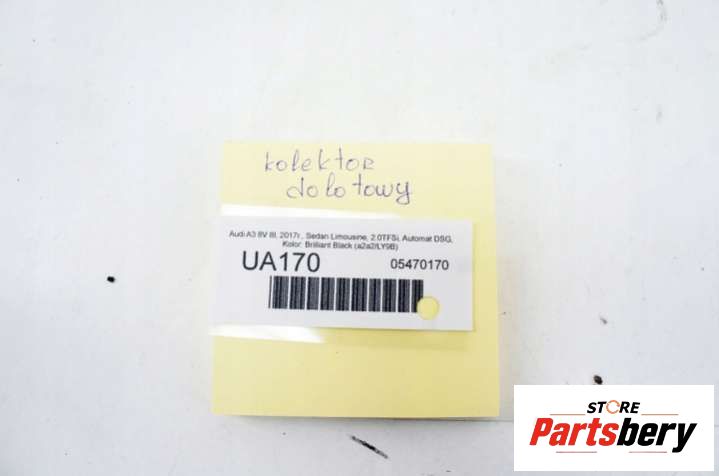 kolektor
dolotowy
Audi A3 8V III, 2017r., Sedan Limousine, 2.0TFSi, Automat DSG,
Kolor: Brilliant Black (a2a2/LY9B)
UA170 05470170
STORE
Partsbery